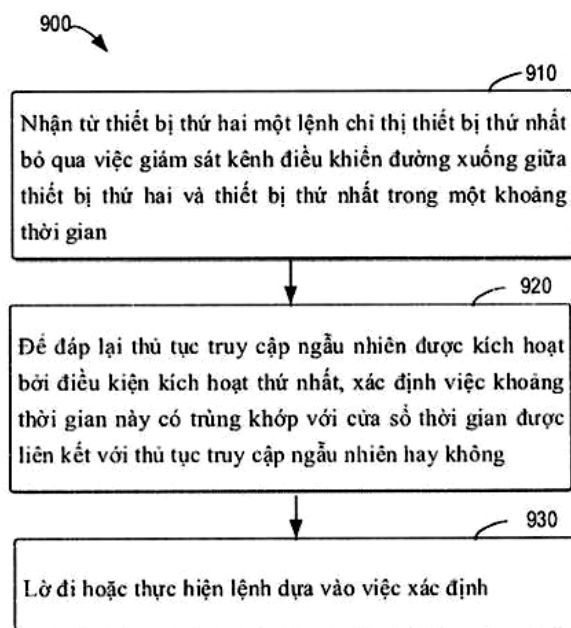 900
910
Nhận từ thiết bị thứ hai một lệnh chỉ thị thiết bị thứ nhất
bỏ qua việc giám sát kênh điều khiển đường xuống giữa
thiết bị thứ hai và thiết bị thứ nhất trong một khoảng
thời gian
920
Để đáp lại thủ tục truy cập ngẫu nhiên được kích hoạt
bởi điều kiện kích hoạt thứ nhất, xác định việc khoảng
thời gian này có trùng khớp với cửa sổ thời gian được
liên kết với thủ tục truy cập ngẫu nhiên hay không
930
Lờ đi hoặc thực hiện lệnh dựa vào việc xác định